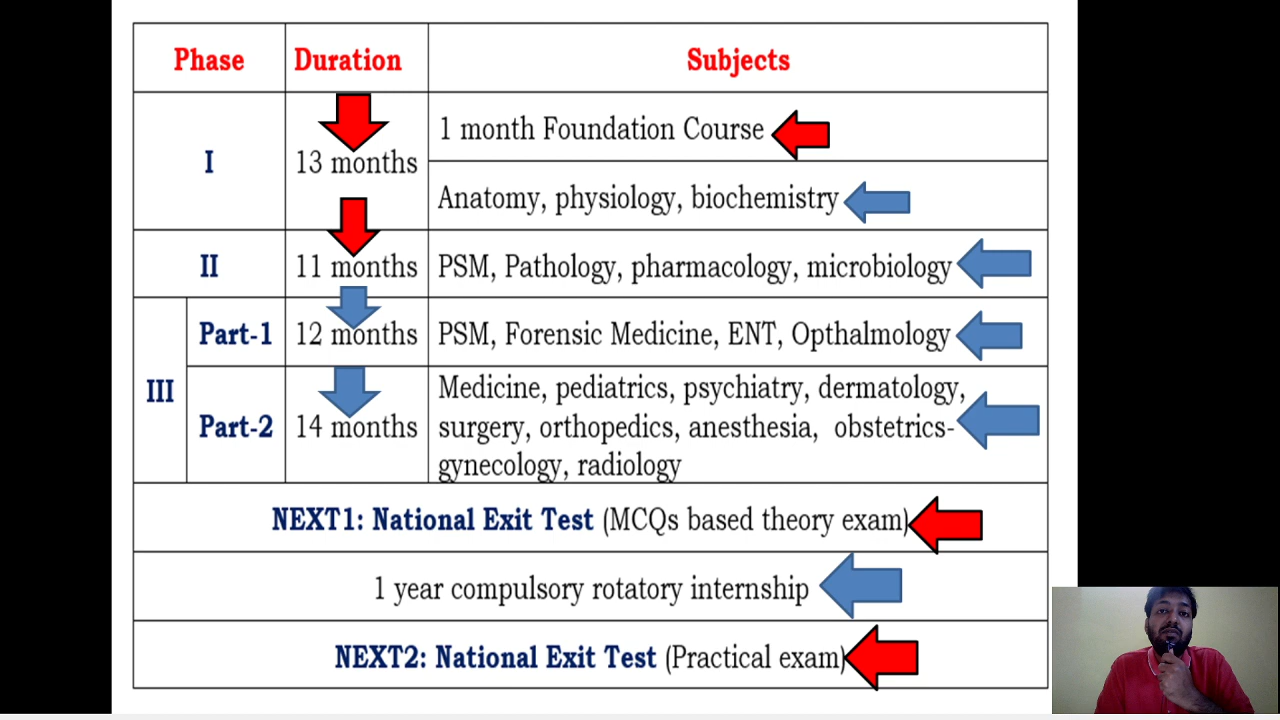 Phase Duration Subjects
I 13 months 1 month Foundation Course
Anatomy, physiology, biochemistry
II 11 months PSM, Pathology, pharmacology, microbiology
III Part-1 12 months PSM, Forensic Medicine, ENT, Opthalmology
Part-2 14 months Medicine, pediatrics, psychiatry, dermatology,
surgery, orthopedics, anesthesia, obstetrics-
gynecology, radiology
NEXT1: National Exit Test (MCQs based theory exam)
1 year compulsory rotatory internship
NEXT2: National Exit Test (Practical exam)